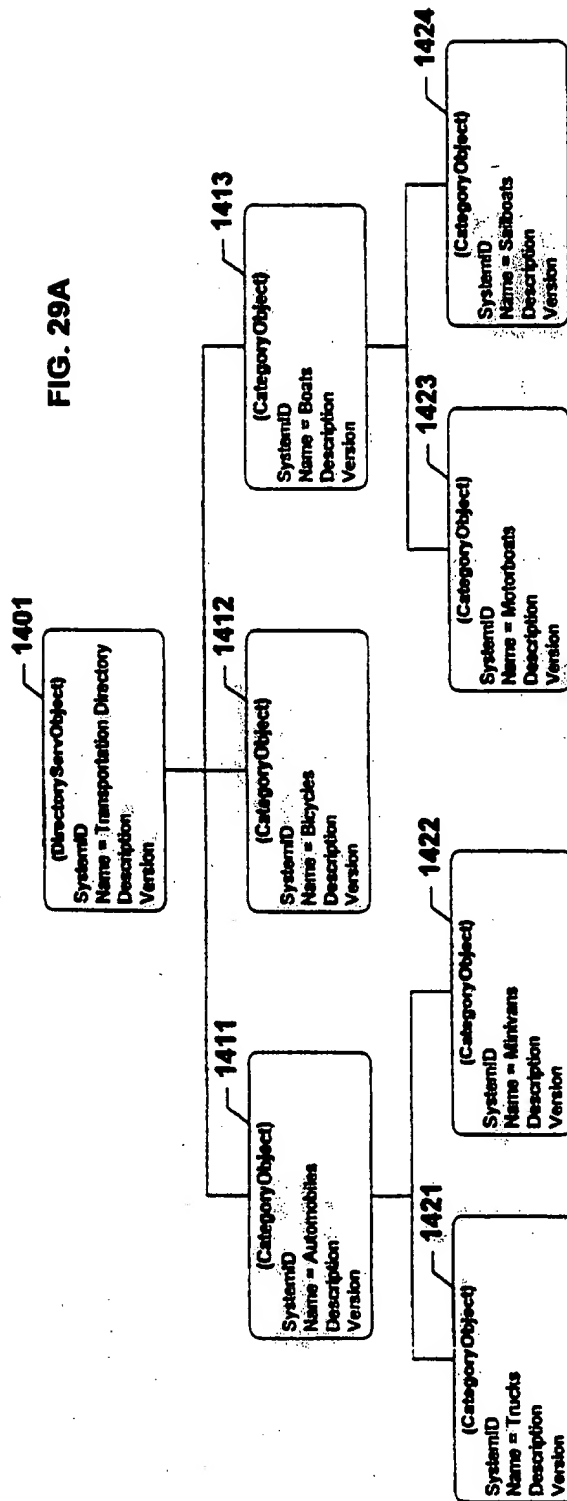 FIG. 29A
1401
(DirectoryServObject)
SystemID
Name = Transportation Directory
Description
Version
1411
(CategoryObject)
SystemID
Name = Automobiles
Description
Version
1412
(CategoryObject)
SystemID
Name = Bicycles
Description
Version
1413
(CategoryObject)
SystemID
Name = Boats
Description
Version
1421
(CategoryObject)
SystemID
Name = Trucks
Description
Version
1422
(CategoryObject)
SystemID
Name = Minivans
Description
Version
1423
(CategoryObject)
SystemID
Name = Motorboats
Description
Version
1424
(CategoryObject)
SystemID
Name = Sailboats
Description
Version